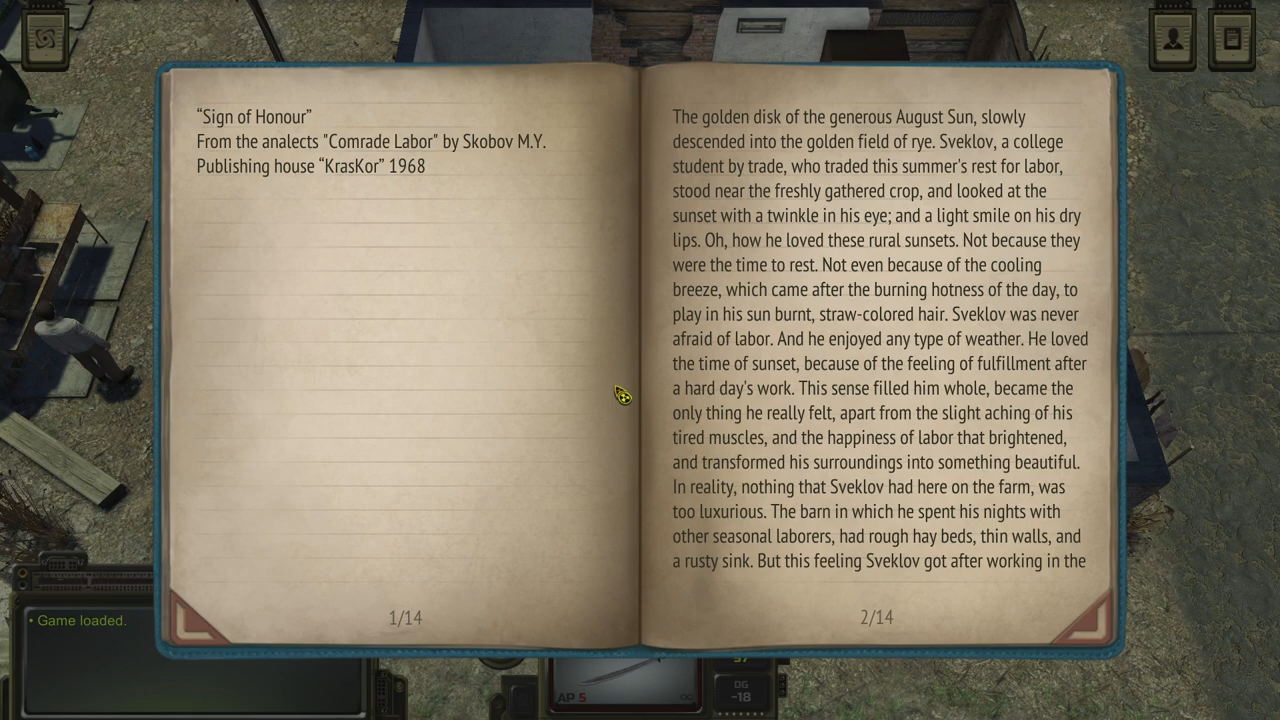 “Sign of Honour”
From the analects "Comrade Labor" by Skobov M.Y.
Publishing house “KrasKor” 1968
1/14
The golden disk of the generous August Sun, slowly
descended into the golden field of rye. Sveklov, a college
student by trade, who traded this summer's rest for labor,
stood near the freshly gathered crop, and looked at the
sunset with a twinkle in his eye; and a light smile on his dry
lips. Oh, how he loved these rural sunsets. Not because they
were the time to rest. Not even because of the cooling
breeze, which came after the burning hotness of the day, to
play in his sun burnt, straw-colored hair. Sveklov was never
afraid of labor. And he enjoyed any type of weather. He loved
the time of sunset, because of the feeling of fulfillment after
a hard day's work. This sense filled him whole, became the
only thing he really felt, apart from the slight aching of his
tired muscles, and the happiness of labor that brightened,
and transformed his surroundings into something beautiful.
In reality, nothing that Sveklov had here on the farm, was
too luxurious. The barn in which he spent his nights with
other seasonal laborers, had rough hay beds, thin walls, and
a rusty sink. But this feeling Sveklov got after working in the
2/14
• Game loaded.
AP 5
DG
-18